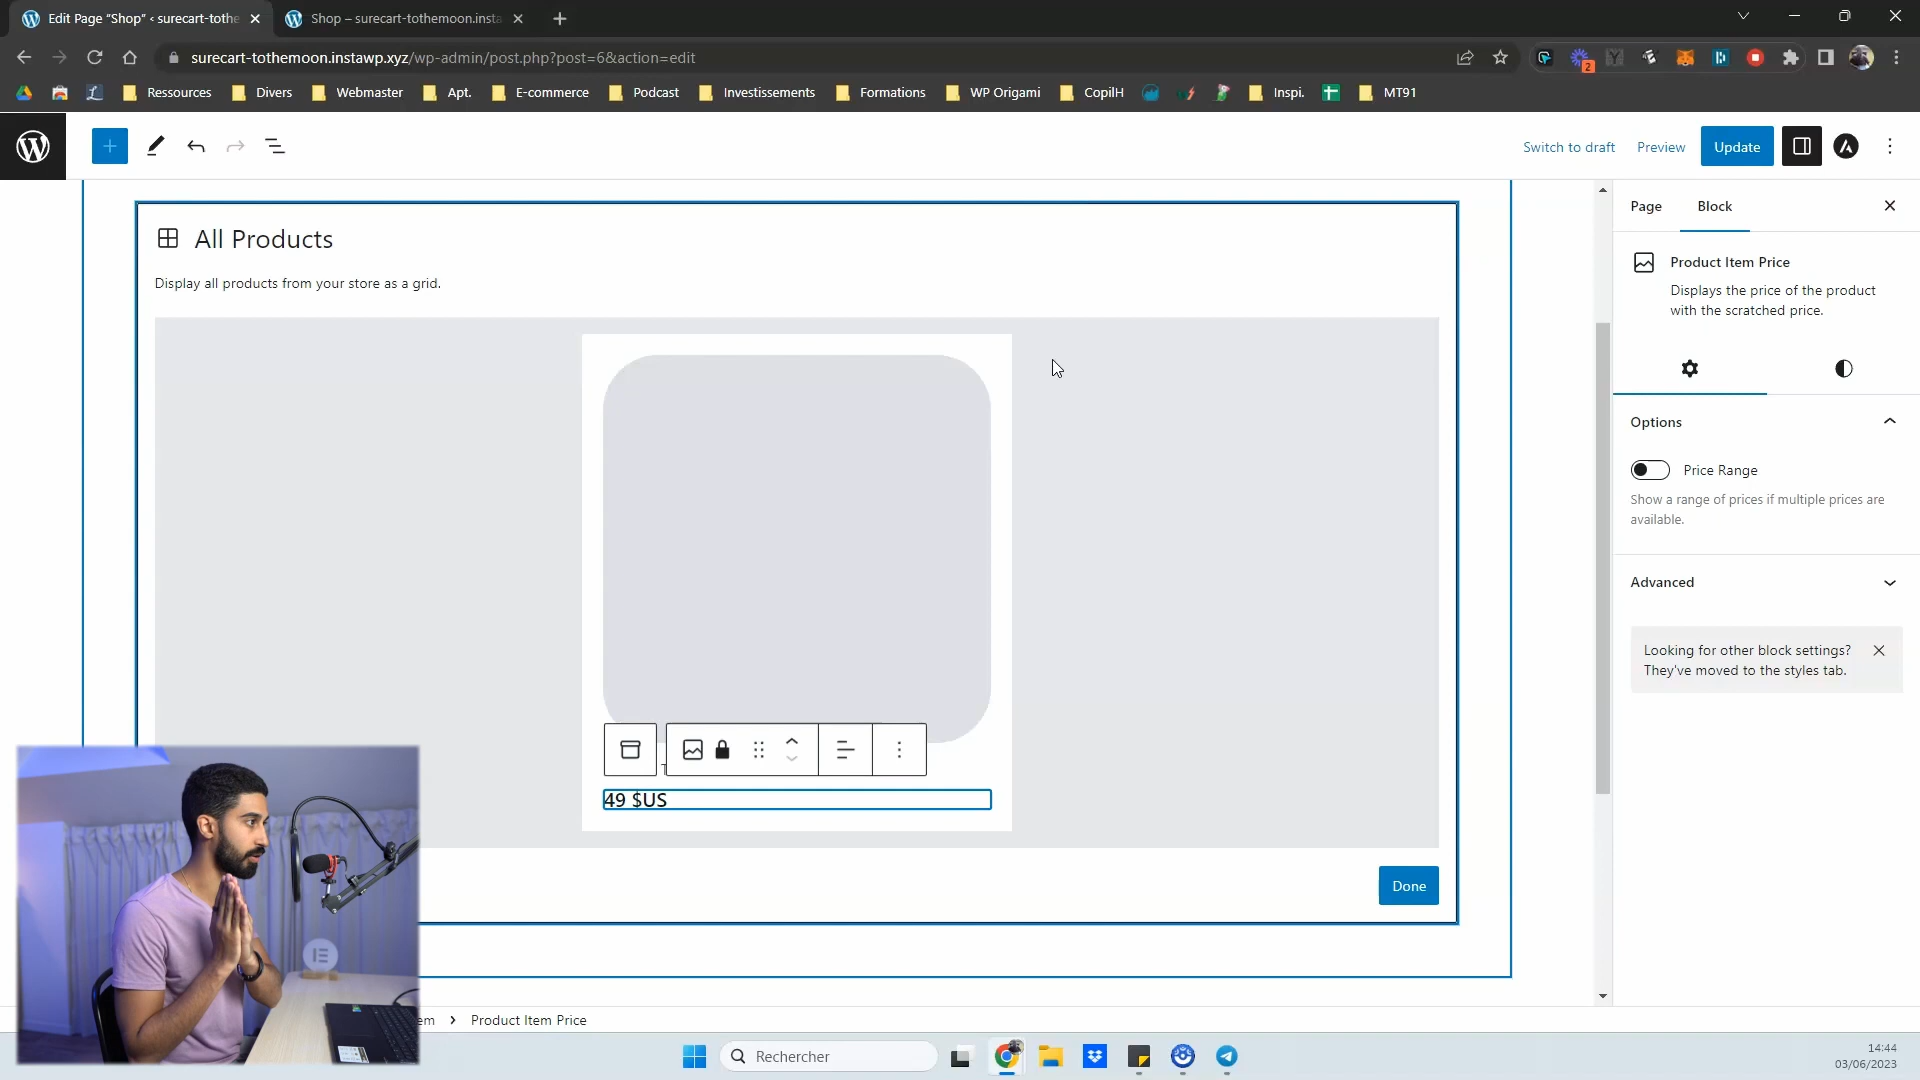 Edit Page "Shop" ‹ surecart-tothe
Shop – surecart-tothemoon.insta
surecart-tothemoon.instawp.xyz/wp-admin/post.php?post=6&action=edit
2
Ressources
Divers
Webmaster
Apt.
E-commerce
Podcast
Investissements
Formations
WP Origami
CopilH
Inspi.
MT91
Switch to draft
Preview
Update
Page
Block
All Products
Display all products from your store as a grid.
Product Item Price
Displays the price of the product
with the scratched price.
Options
Price Range
Show a range of prices if multiple prices are
available.
Advanced
Looking for other block settings?
They've moved to the styles tab.
49 $US
Done
em › Product Item Price
Rechercher
14:44
03/06/2023